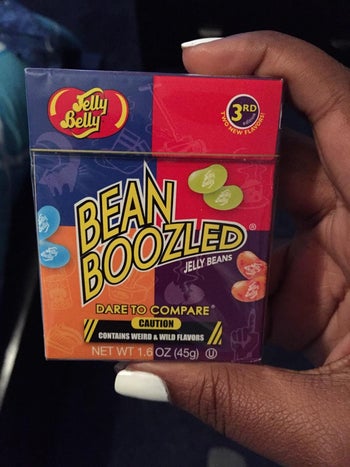 Jelly
Belly
3RD
EDITION
TWO NEW FLAVORS!
BEAN
BOOZLED®
JELLY BEANS
DARE TO COMPARE®
CAUTION
CONTAINS WEIRD & WILD FLAVORS
NET WT 1.6 OZ (45g) U